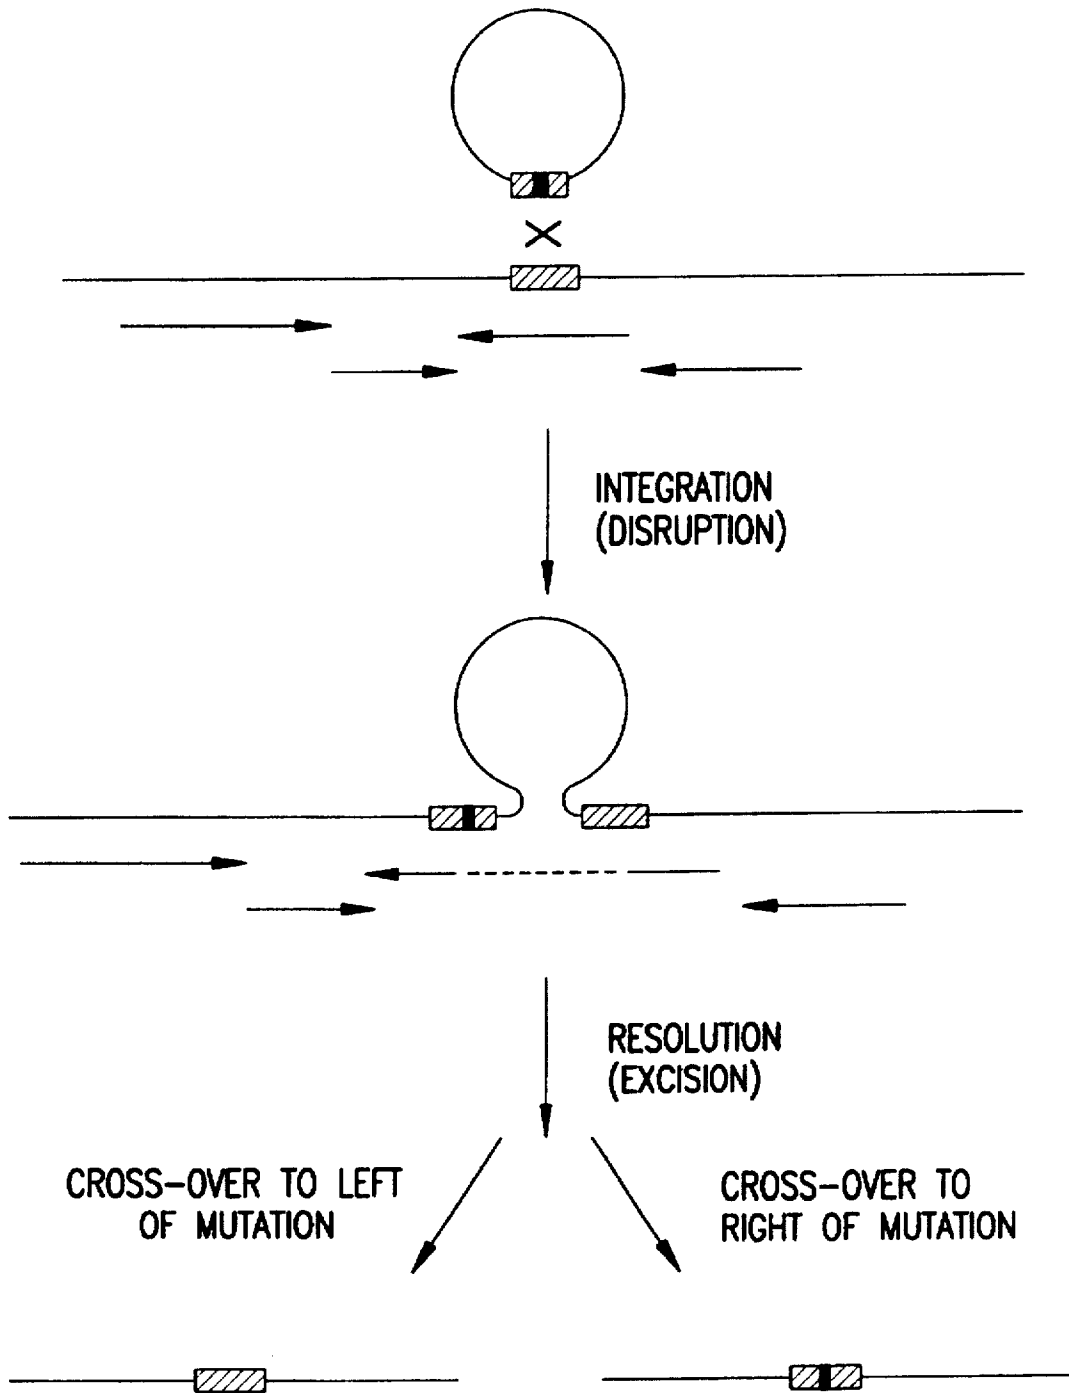 INTEGRATION
(DISRUPTION)
RESOLUTION
(EXCISION)
CROSS-OVER TO LEFT
OF MUTATION
CROSS-OVER TO
RIGHT OF MUTATION